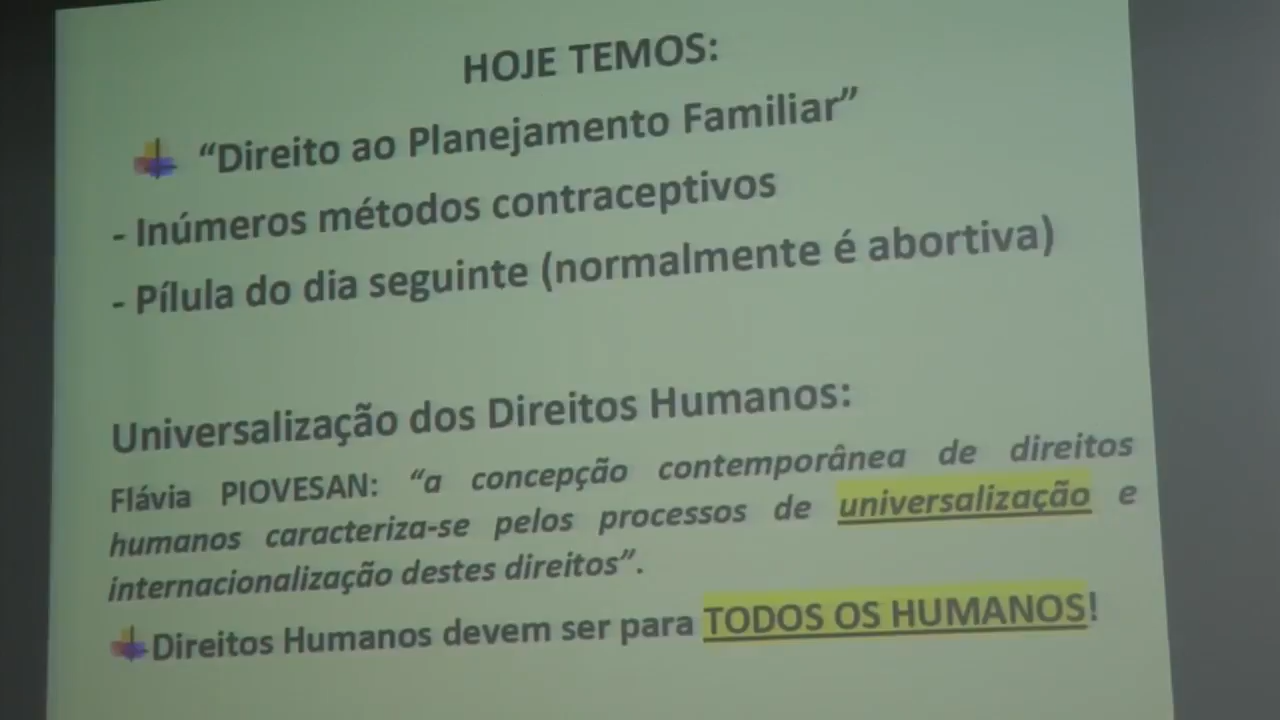 HOJE TEMOS:
“Direito ao Planejamento Familiar”
- Inúmeros métodos contraceptivos
- Pílula do dia seguinte (normalmente é abortiva)
Universalização dos Direitos Humanos:
Flávia PIOVESAN: “a concepção contemporânea de direitos
humanos caracteriza-se pelos processos de universalização e
internacionalização destes direitos”.
Direitos Humanos devem ser para TODOS OS HUMANOS!